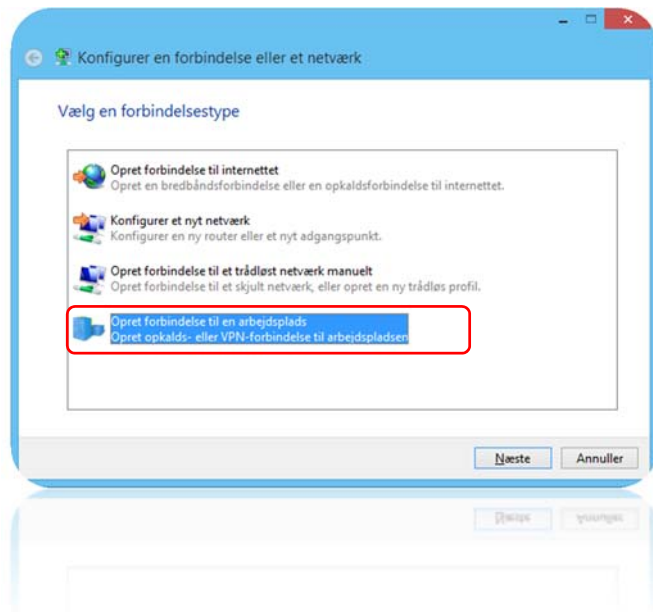 Konfigurer en forbindelse eller et netværk
Vælg en forbindelsestype
Opret forbindelse til internettet
Opret en bredbåndsforbindelse eller en opkaldsforbindelse til internettet.
Konfigurer et nyt netværk
Konfigurer en ny router eller et nyt adgangspunkt.
Opret forbindelse til et trådløst netværk manuelt
Opret forbindelse til et skjult netværk, eller opret en ny trådløs profil.
Opret forbindelse til en arbejdsplads
Opret opkalds- eller VPN-forbindelse til arbejdspladsen
Næste Annuller